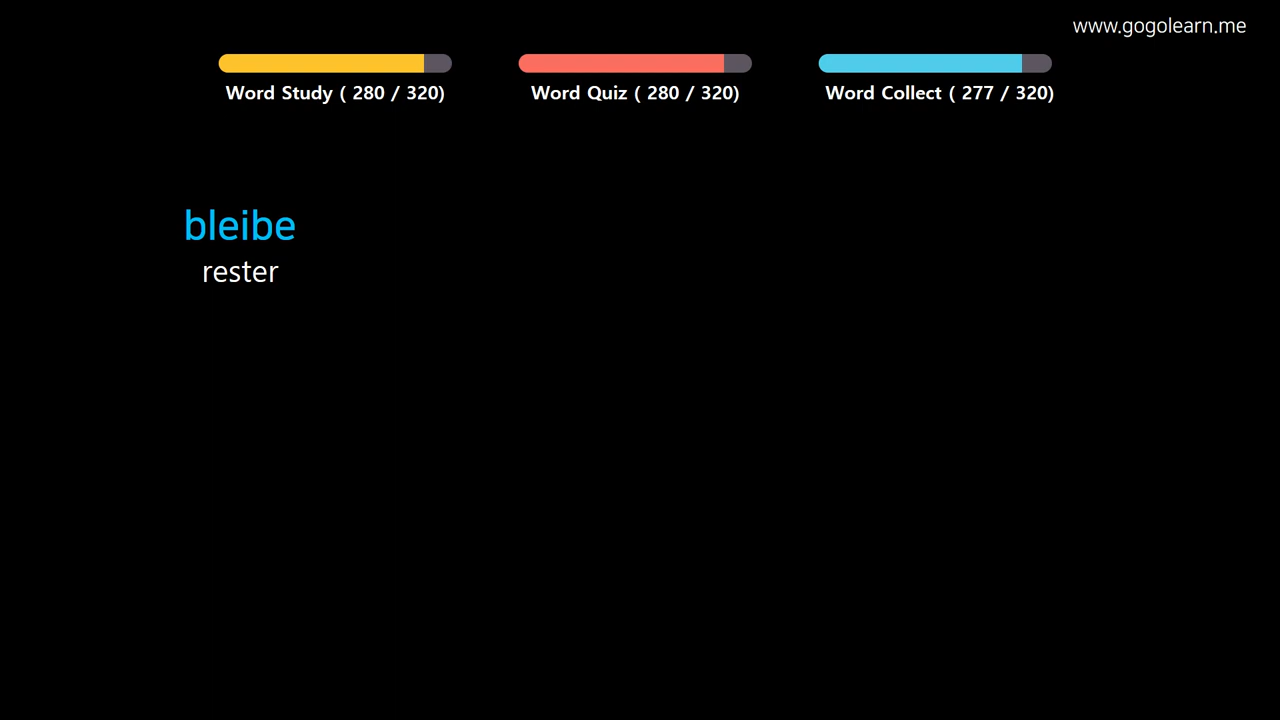 www.gogolearn.me
Word Study ( 280 / 320)
Word Quiz ( 280 / 320)
Word Collect ( 277 / 320)
bleibe
rester